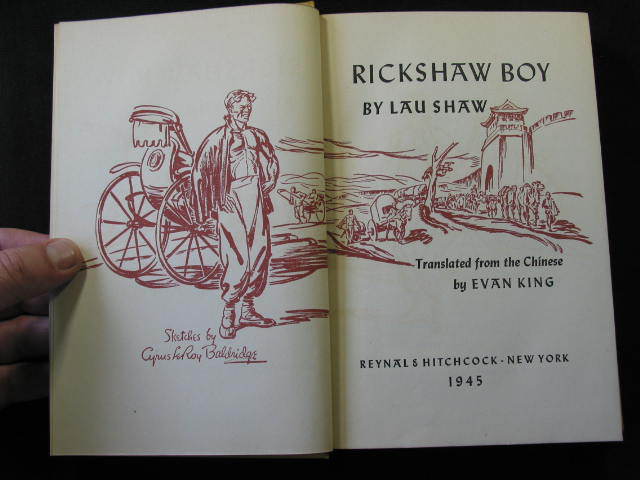 Sketches by
Cyrus LeRoy Baldridge
RICKSHAW BOY
BY LAU SHAW
Translated from the Chinese
by EVAN KING
REYNAL & HITCHCOCK · NEW YORK
1945